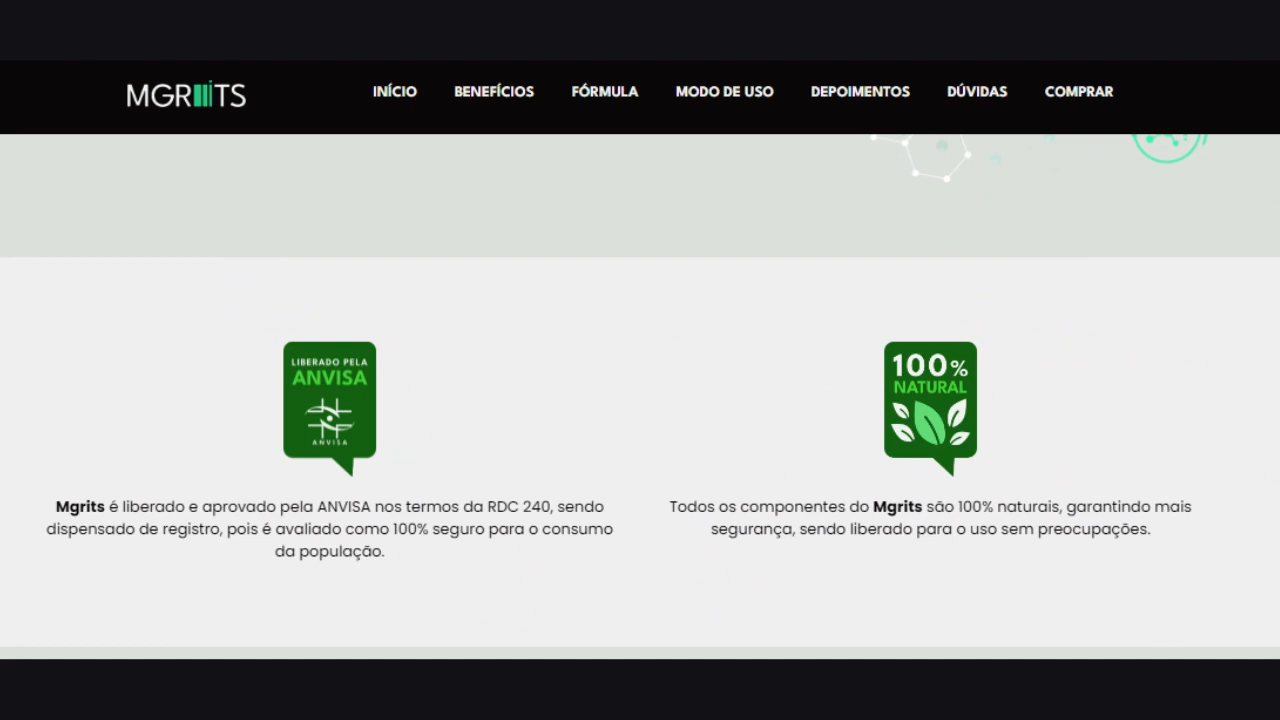 MGRIITS
INÍCIO BENEFÍCIOS FÓRMULA MODO DE USO DEPOIMENTOS DÚVIDAS COMPRAR
LIBERADO PELA
ANVISA
ANVISA
Mgrits é liberado e aprovado pela ANVISA nos termos da RDC 240, sendo
dispensado de registro, pois é avaliado como 100% seguro para o consumo
da população.
100%
NATURAL
Todos os componentes do Mgrits são 100% naturais, garantindo mais
segurança, sendo liberado para o uso sem preocupações.